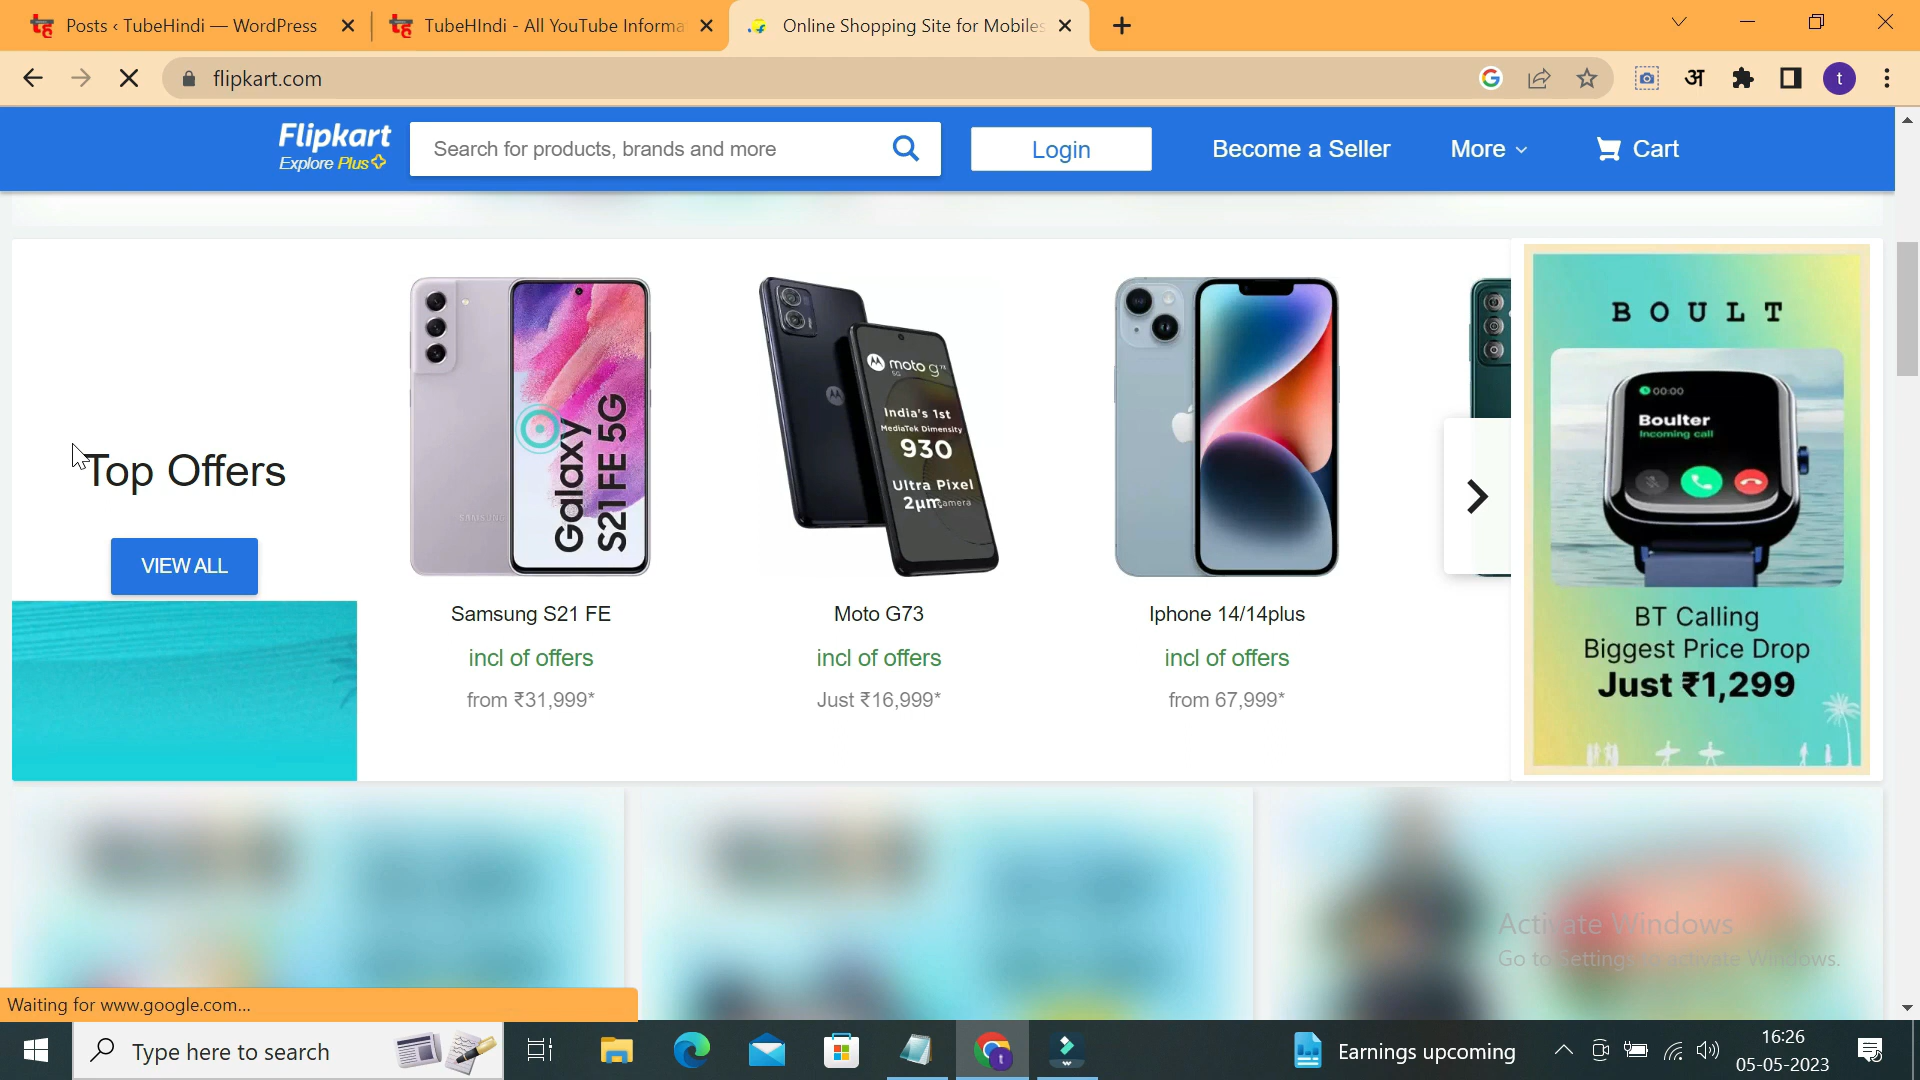 Posts ‹ TubeHindi — WordPress
TubeHIndi - All YouTube Informa
Online Shopping Site for Mobiles
flipkart.com
अ
t
Flipkart
Explore Plus
Search for products, brands and more
Login
Become a Seller
More
Cart
Top Offers
VIEW ALL
SAMSUNG
Galaxy
S21 FE 5G
Samsung S21 FE
incl of offers
from ₹31,999*
moto g73
5G
India's 1st
MediaTek Dimensity
930
Ultra Pixel
2μm camera
Moto G73
incl of offers
Just ₹16,999*
Iphone 14/14plus
incl of offers
from 67,999*
BOULT
00:00
Boulter
Incoming call
BT Calling
Biggest Price Drop
Just ₹1,299
Activate Windows
Go to Settings to activate Windows.
Waiting for www.google.com...
Type here to search
t
Earnings upcoming
16:26
05-05-2023